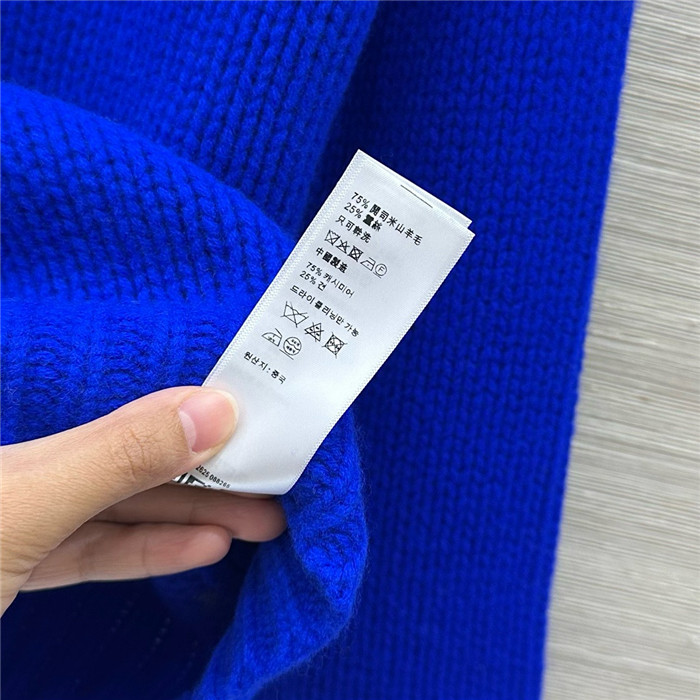 75% 開司米山羊毛
25% 蠶絲
只可幹洗
中國製造
75% 캐시미어
25% 견
드라이 클리닝만 가능
원산지: 중국